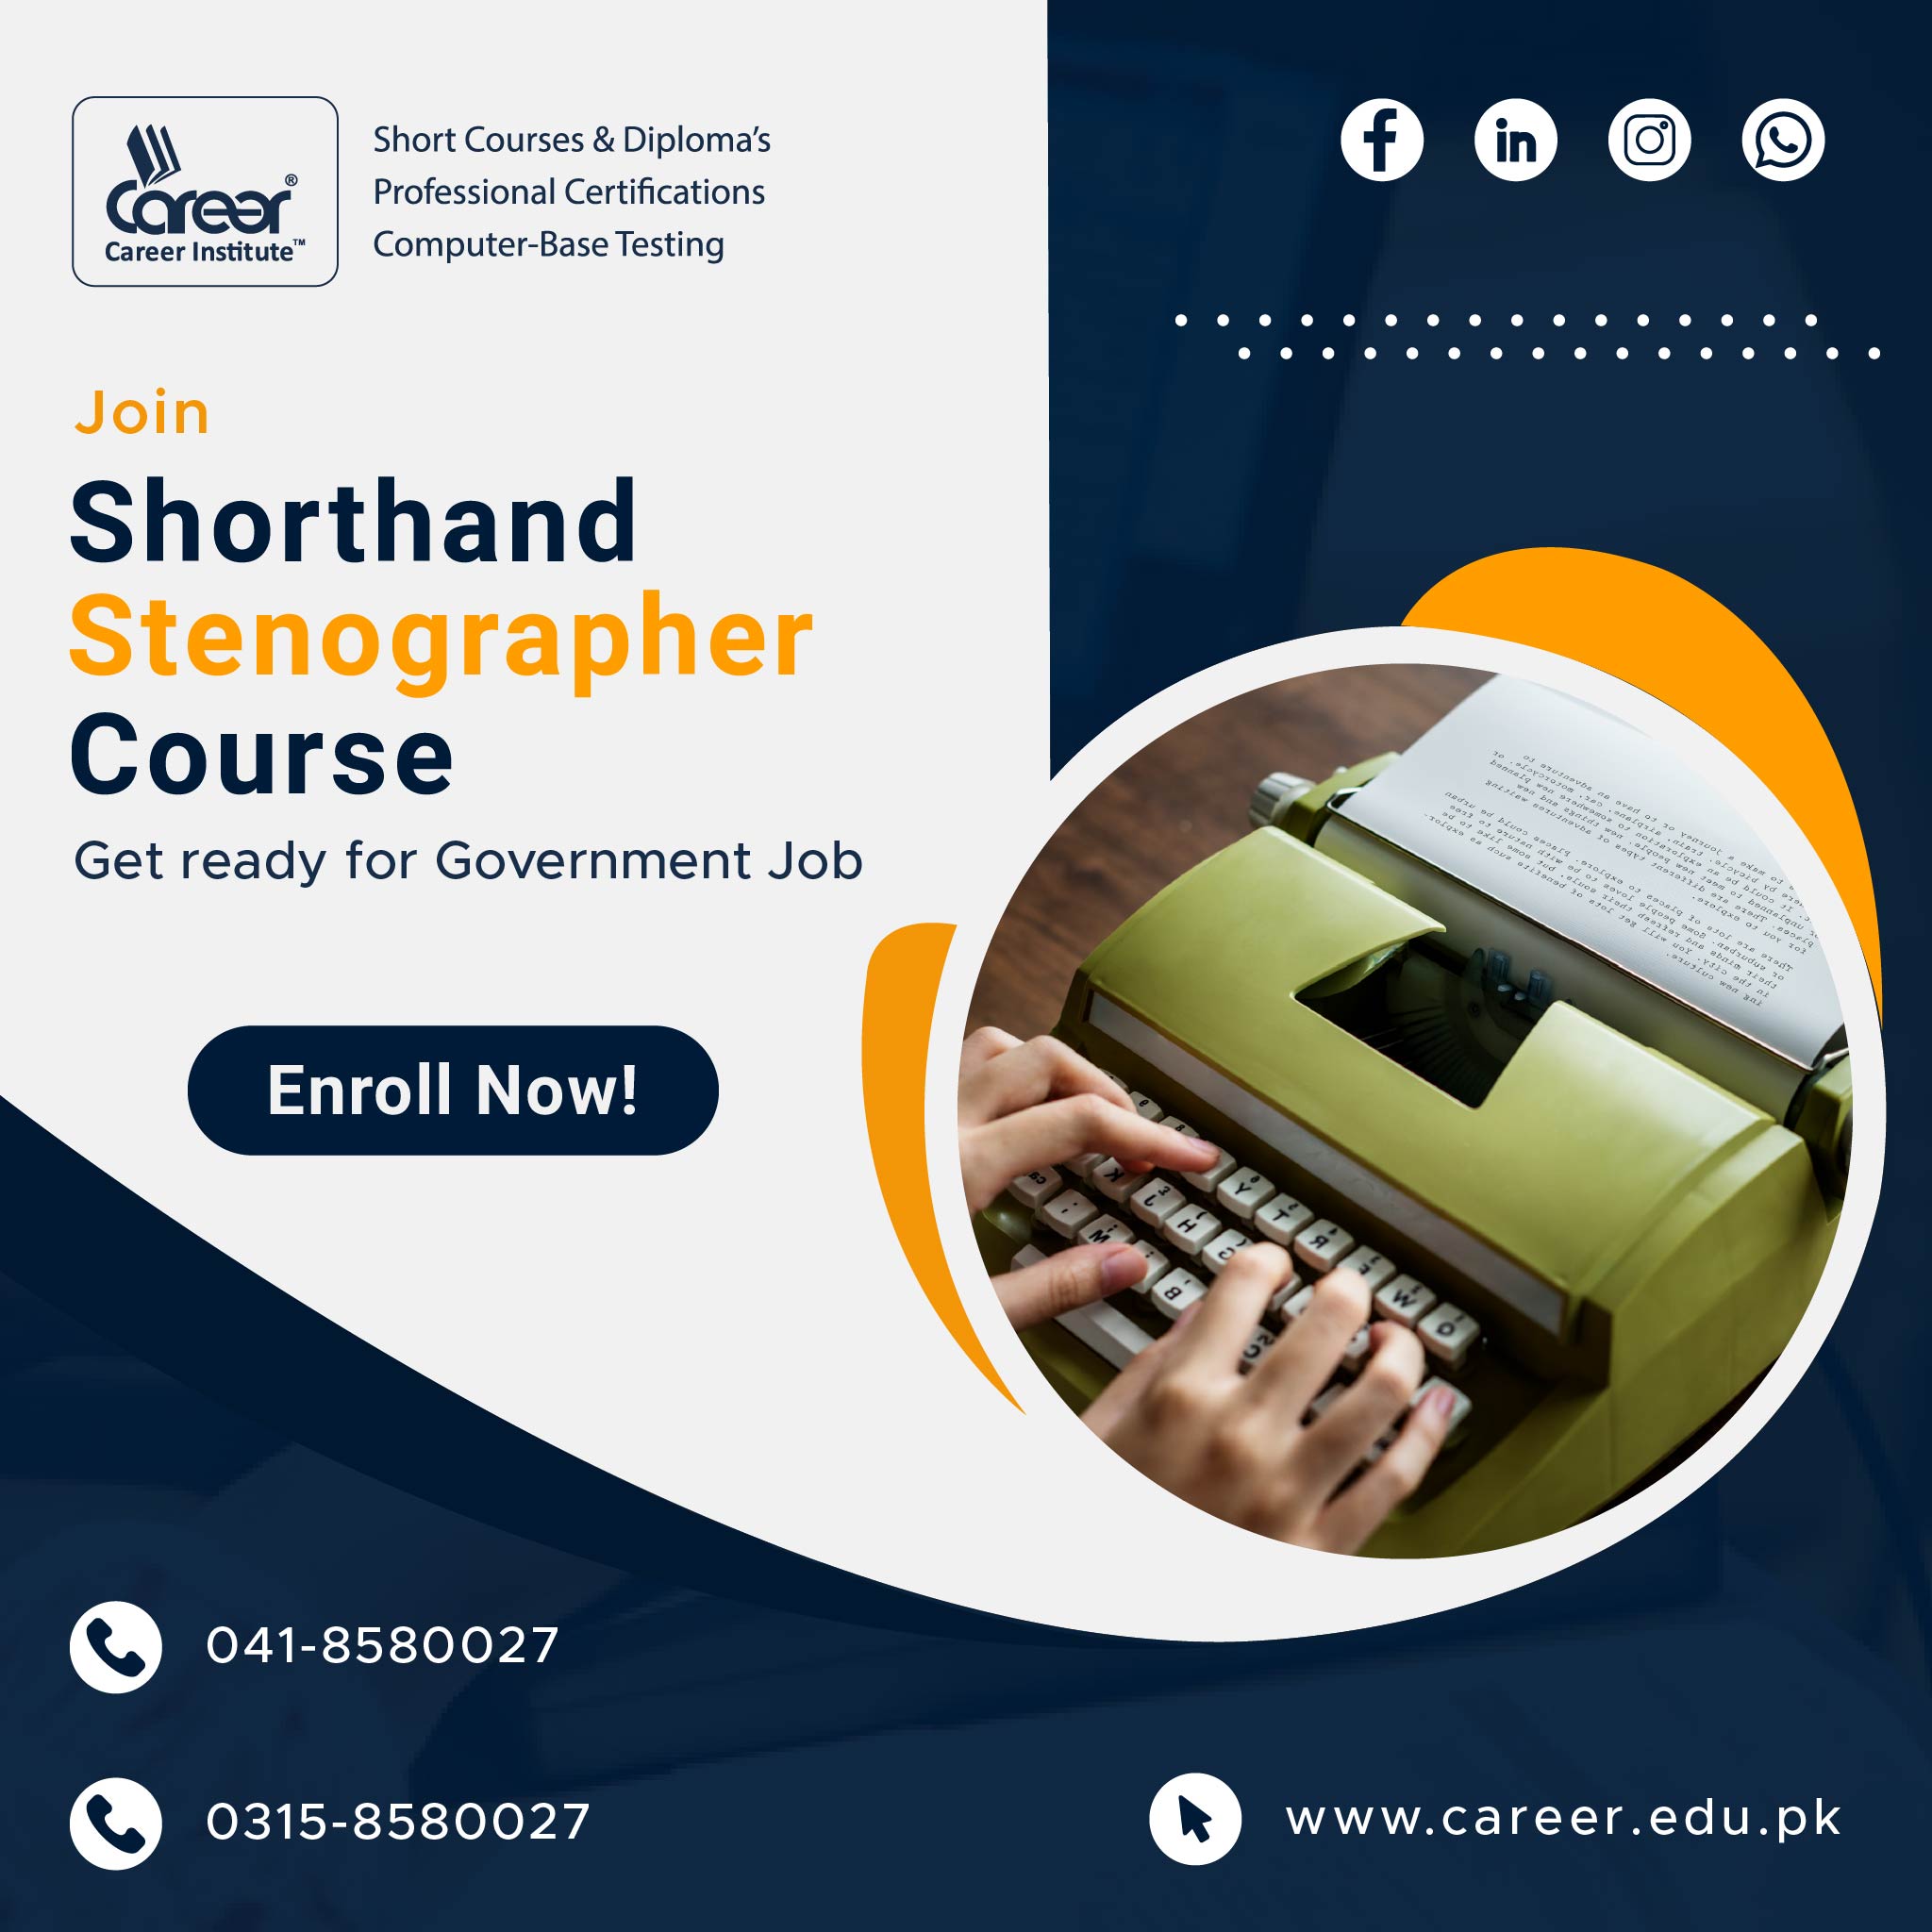 Career®
Career Institute™
Short Courses & Diploma's
Professional Certifications
Computer-Base Testing
Join
Shorthand
Stenographer
Course
Get ready for Government Job
Enroll Now!
041-8580027
0315-8580027
www.career.edu.pk